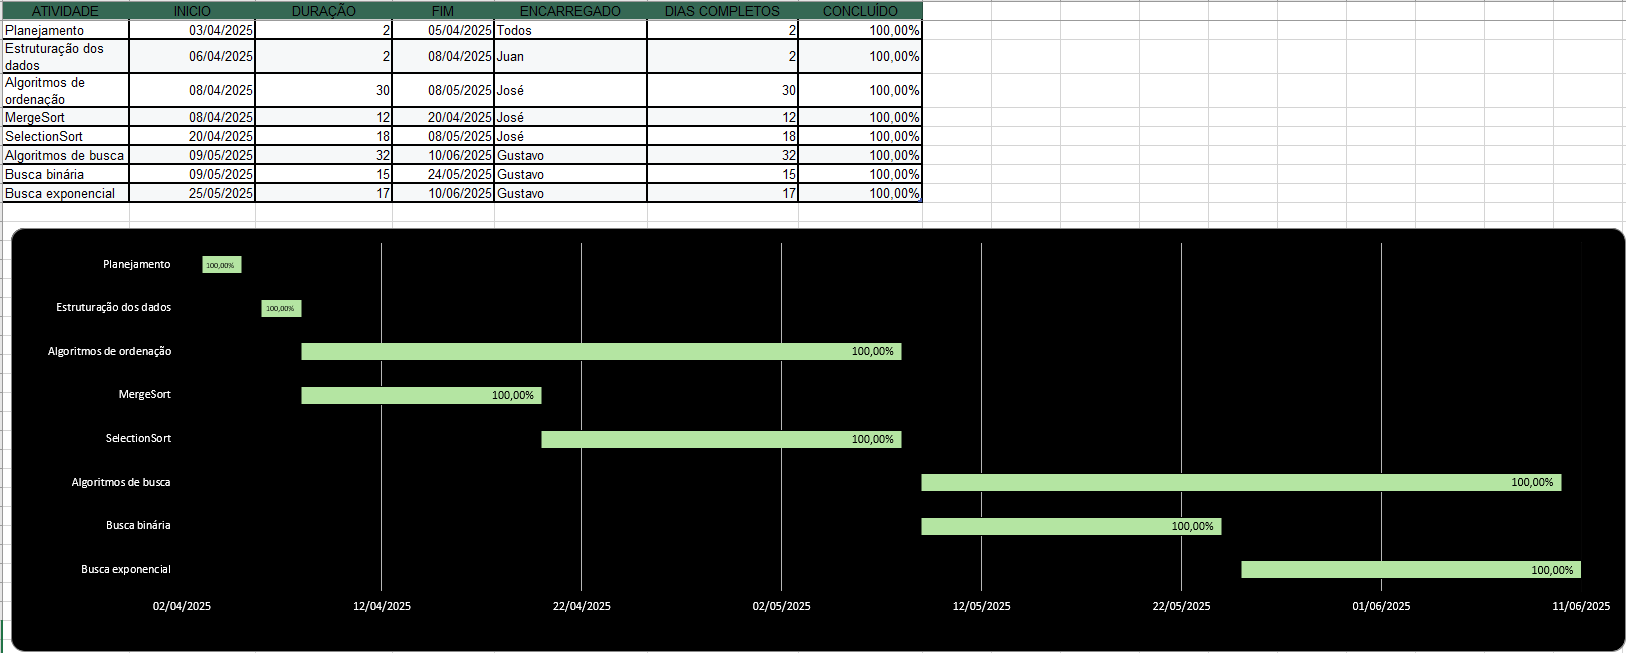 ATIVIDADE INICIO DURAÇÃO FIM ENCARREGADO DIAS COMPLETOS CONCLUÍDO
Planejamento 03/04/2025 2 05/04/2025 Todos 2 100,00%
Estruturação dos
dados 06/04/2025 2 08/04/2025 Juan 2 100,00%
Algoritmos de
ordenação 08/04/2025 30 08/05/2025 José 30 100,00%
MergeSort 08/04/2025 12 20/04/2025 José 12 100,00%
SelectionSort 20/04/2025 18 08/05/2025 José 18 100,00%
Algoritmos de busca 09/05/2025 32 10/06/2025 Gustavo 32 100,00%
Busca binária 09/05/2025 15 24/05/2025 Gustavo 15 100,00%
Busca exponencial 25/05/2025 17 10/06/2025 Gustavo 17 100,00%
Planejamento 100,00%
Estruturação dos dados 100,00%
Algoritmos de ordenação 100,00%
MergeSort 100,00%
SelectionSort 100,00%
Algoritmos de busca 100,00%
Busca binária 100,00%
Busca exponencial 100,00%
02/04/2025 12/04/2025 22/04/2025 02/05/2025 12/05/2025 22/05/2025 01/06/2025 11/06/2025